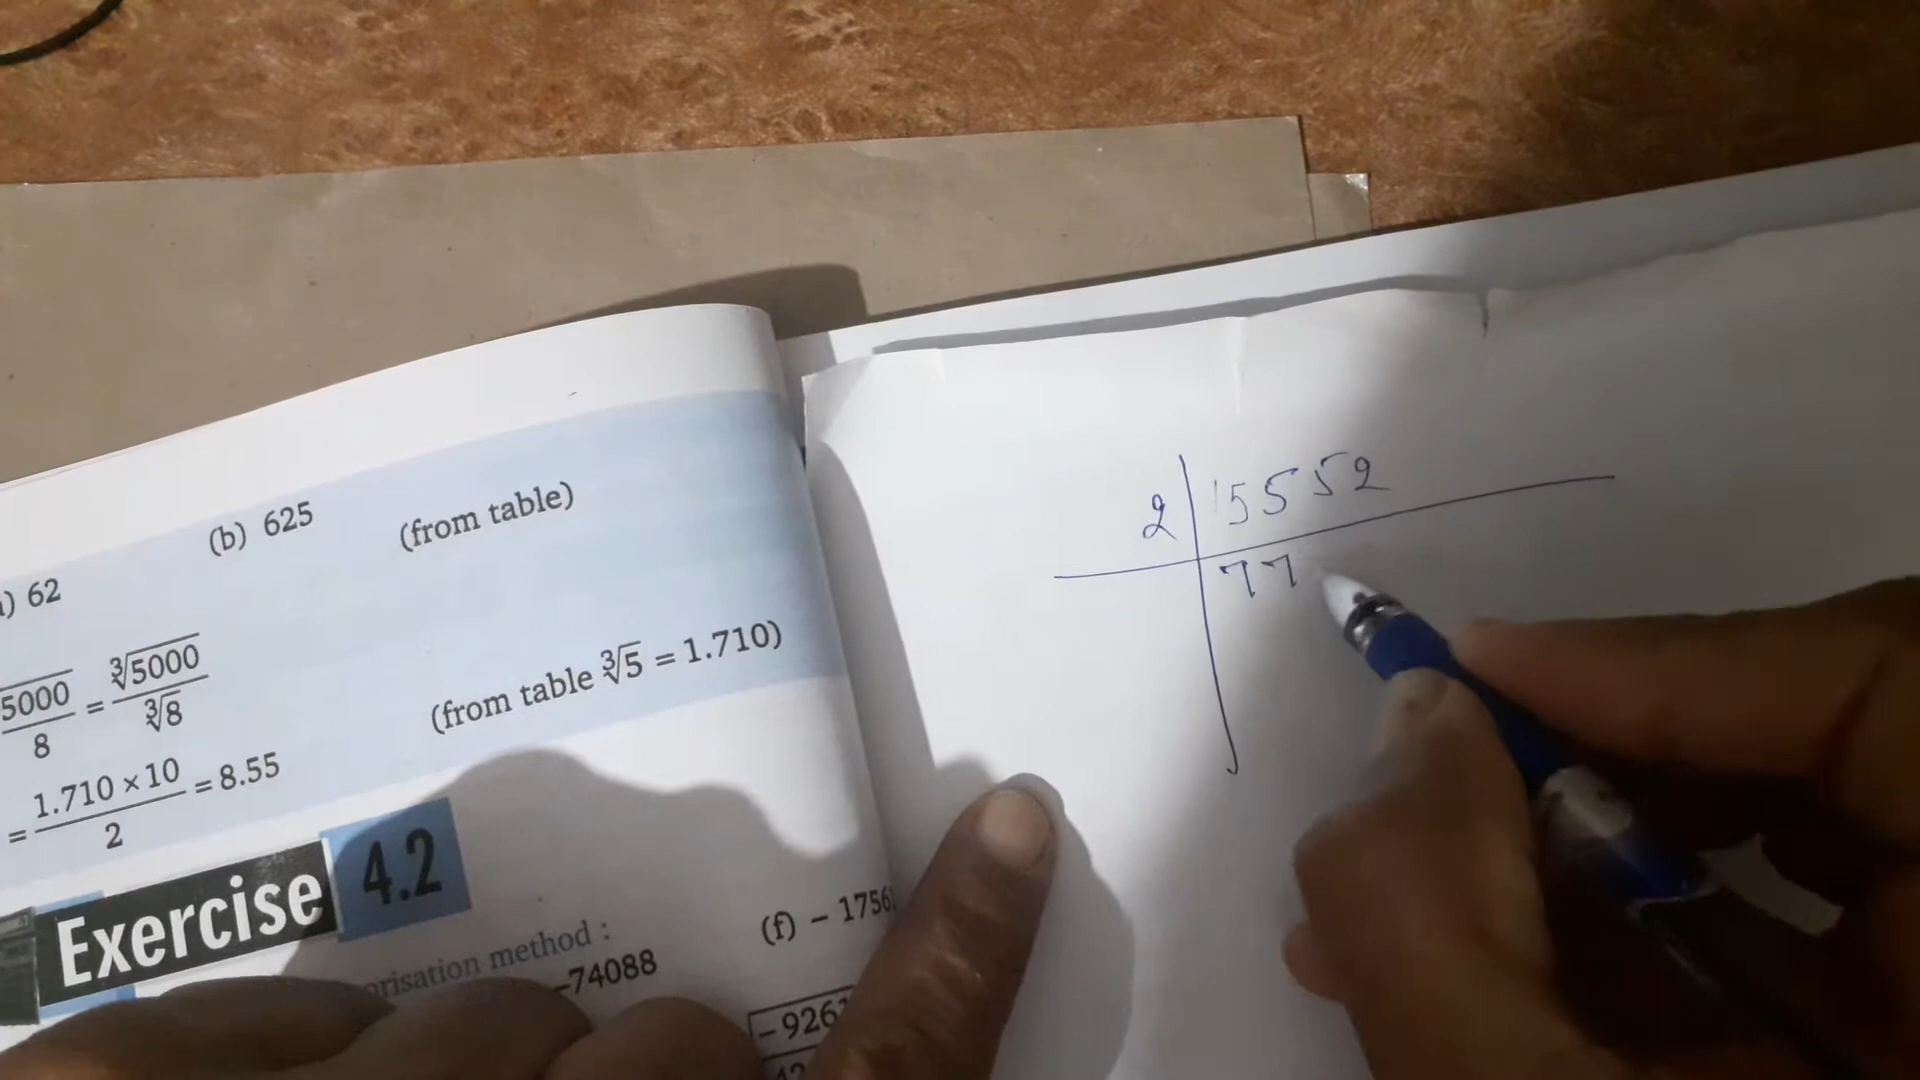 (b) 625 (from table)
) 62
5000/8 = ∛5000/∛8 (from table ∛5 = 1.710)
= 1.710 × 10/2 = 8.55
Exercise 4.2
orisation method :
-74088 (f) - 1756
-926
2 | 15552
77